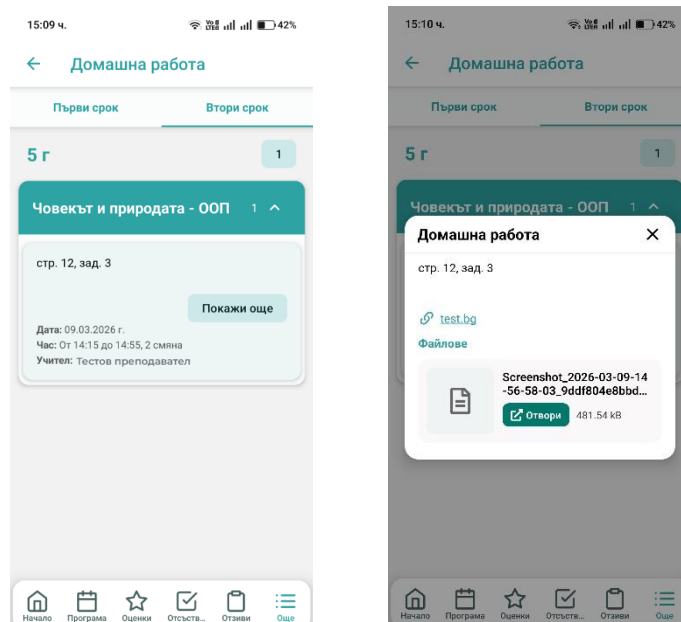 15:09 ч.
42%
Домашна работа
Първи срок
Втори срок
5 г
1
Човекът и природата - ООП 1
стр. 12, зад. 3
Покажи още
Дата: 09.03.2026 г.
Час: От 14:15 до 14:55, 2 смяна
Учител: Тестов преподавател
Начало
Програма
Оценки
Отсъств...
Отзиви
Още
15:10 ч.
42%
Домашна работа
Първи срок
Втори срок
5 г
1
Човекът и природата - ООП 1
Домашна работа
стр. 12, зад. 3
test.bg
Файлове
Screenshot_2026-03-09-14
-56-58-03_9ddf804e8bbd...
Отвори 481.54 kB
Начало
Програма
Оценки
Отсъств...
Отзиви
Още